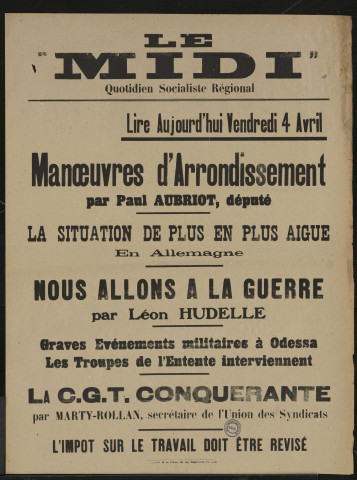 LE
"MIDI"
Quotidien Socialiste Régional
Lire Aujourd'hui Vendredi 4 Avril
Manœuvres d'Arrondissement
par Paul AUBRIOT, député
LA SITUATION DE PLUS EN PLUS AIGUE
En Allemagne
NOUS ALLONS A LA GUERRE
par Léon HUDELLE
Graves Evénements militaires à Odessa
Les Troupes de l'Entente interviennent
LA C.G.T. CONQUERANTE
par MARTY-ROLLAN, secrétaire de l'Union des Syndicats
L'IMPOT SUR LE TRAVAIL DOIT ÊTRE REVISÉ